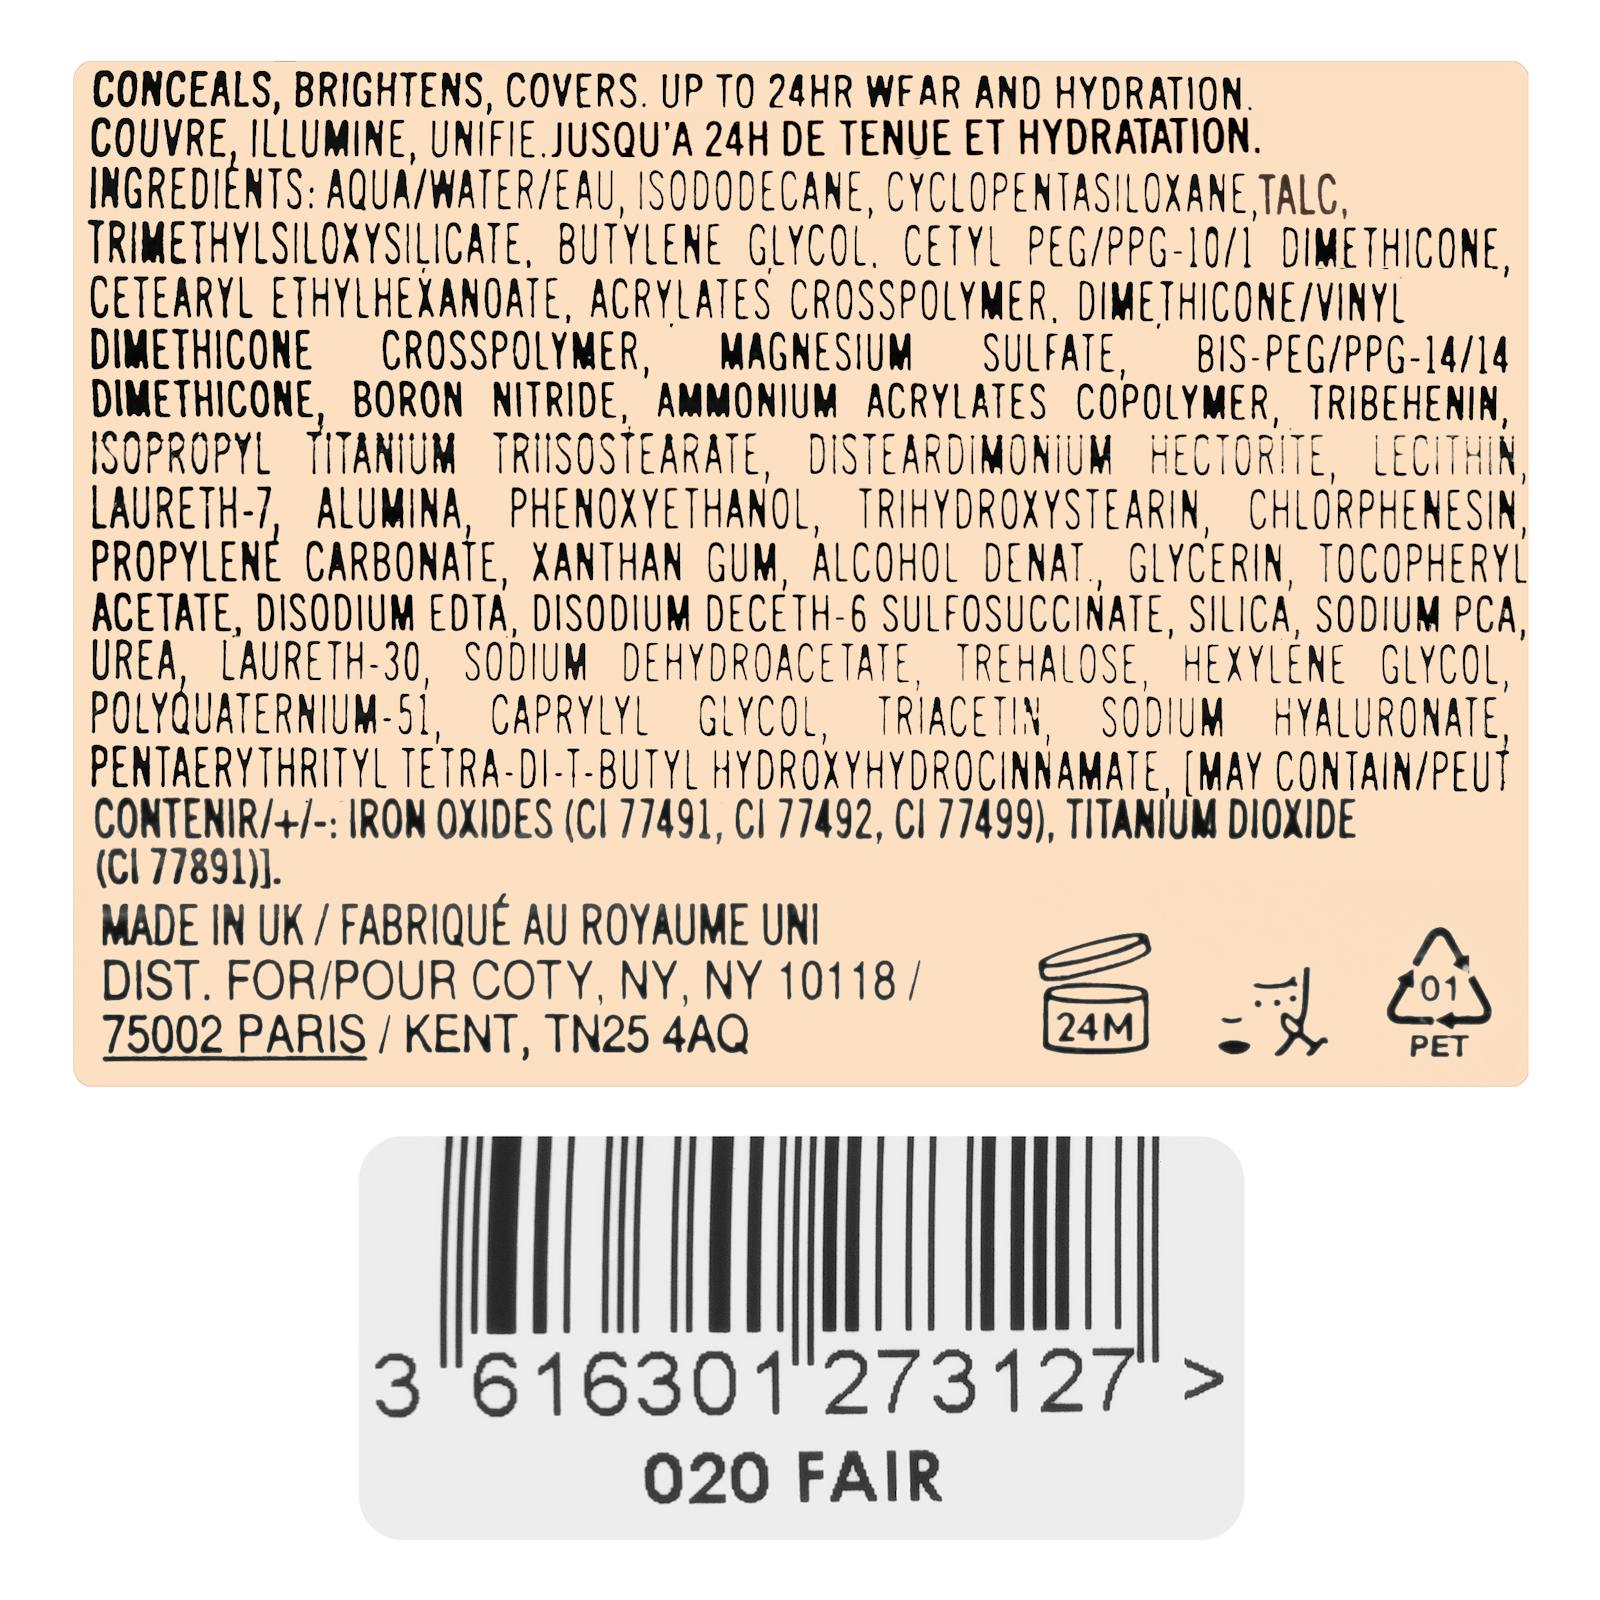 CONCEALS, BRIGHTENS, COVERS. UP TO 24HR WFAR AND HYDRATION.
COUVRE, ILLUMINE, UNIFIE.JUSQU'A 24H DE TENUE ET HYDRATATION.
INGREDIENTS: AQUA/WATER/EAU, ISODODECANE, CYCLOPENTASILOXANE,TALC,
TRIMETHYLSILOXYSILICATE, BUTYLENE GLYCOL. CETYL PEG/PPG-10/1 DIMETHICONE,
CETEARYL ETHYLHEXANOATE, ACRYLATES CROSSPOLYMER. DIMETHICONE/VINYL
DIMETHICONE CROSSPOLYMER, MAGNESIUM SULFATE, BIS-PEG/PPG-14/14
DIMETHICONE, BORON NITRIDE, AMMONIUM ACRYLATES COPOLYMER, TRIBEHENIN,
ISOPROPYL TITANIUM TRIISOSTEARATE, DISTEARDIMONIUM HECTORITE, LECITHIN,
LAURETH-7, ALUMINA, PHENOXYETHANOL, TRIHYDROXYSTEARIN, CHLORPHENESIN,
PROPYLENE CARBONATE, XANTHAN GUM, ALCOHOL DENAT., GLYCERIN, TOCOPHERYL
ACETATE, DISODIUM EDTA, DISODIUM DECETH-6 SULFOSUCCINATE, SILICA, SODIUM PCA,
UREA, LAURETH-30, SODIUM DEHYDROACETATE, TREHALOSE, HEXYLENE GLYCOL,
POLYQUATERNIUM-51, CAPRYLYL GLYCOL, TRIACETIN, SODIUM HYALURONATE,
PENTAERYTHRITYL TETRA-DI-T-BUTYL HYDROXYHYDROCINNAMATE, [MAY CONTAIN/PEUT
CONTENIR/+/-: IRON OXIDES (CI 77491, CI 77492, CI 77499), TITANIUM DIOXIDE
(CI 77891)].
MADE IN UK / FABRIQUÉ AU ROYAUME UNI
DIST. FOR/POUR COTY, NY, NY 10118 /
75002 PARIS / KENT, TN25 4AQ
24M
01
PET
3 616301 273127 >
020 FAIR